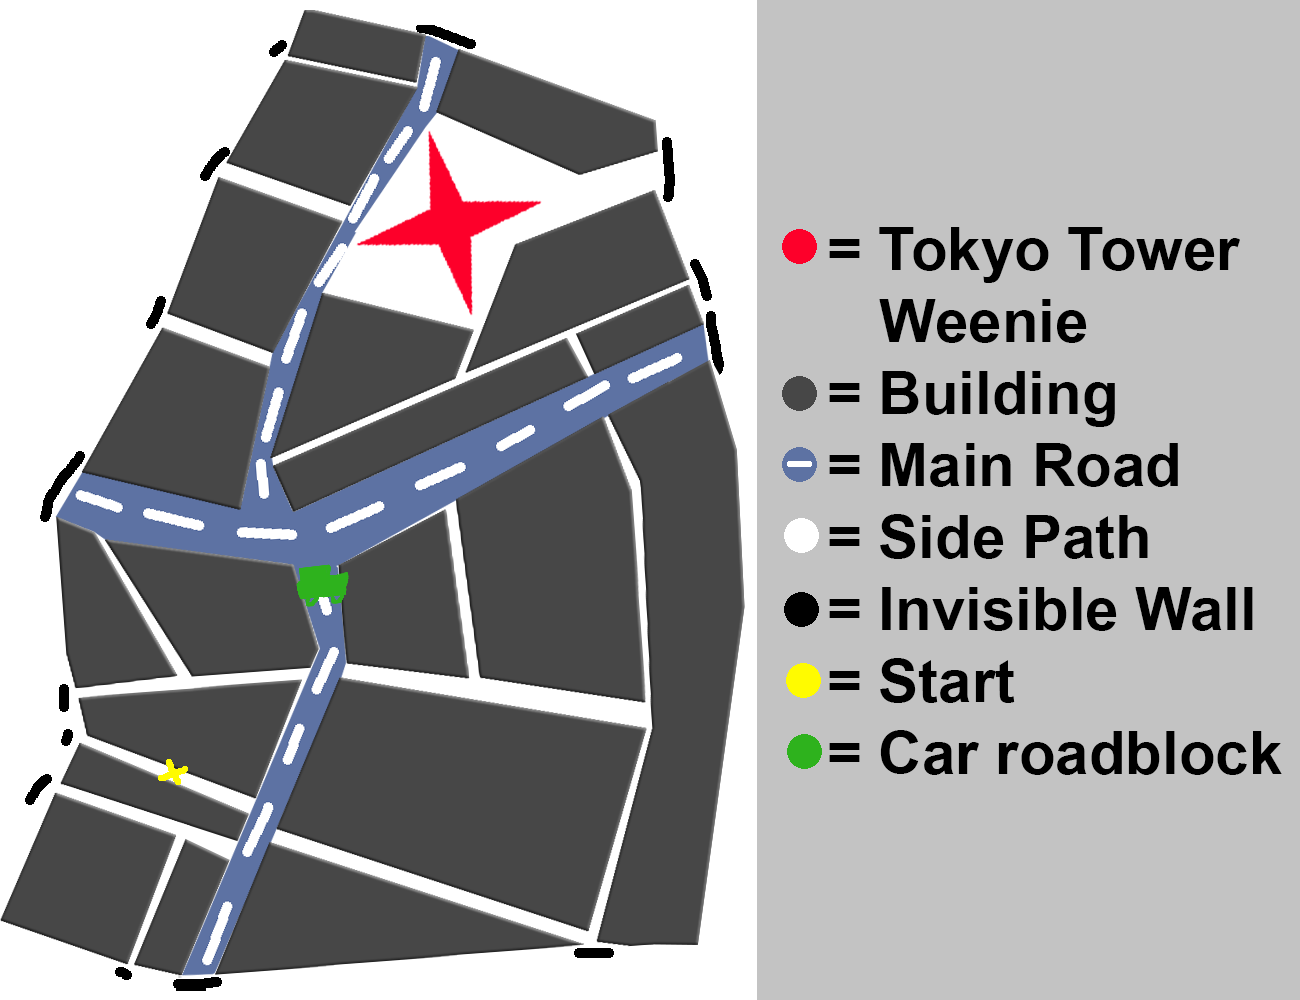 = Tokyo Tower
Weenie
= Building
= Main Road
= Side Path
= Invisible Wall
= Start
= Car roadblock